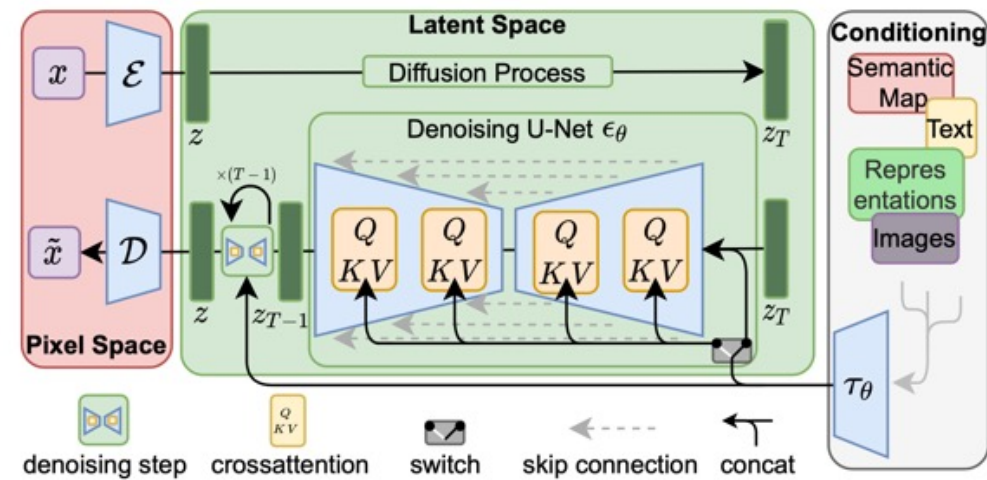 Latent Space
Conditioning
x
ℰ
Diffusion Process
z
z_T
Semantic
Map
Text
Repres
entations
Images
Denoising U-Net ϵ_θ
×(T−1)
Q
KV
Q
KV
Q
KV
Q
KV
x̃
𝒟
z
z_{T−1}
z_T
Pixel Space
τ_θ
Q
KV
denoising step
crossattention
switch
skip connection
concat